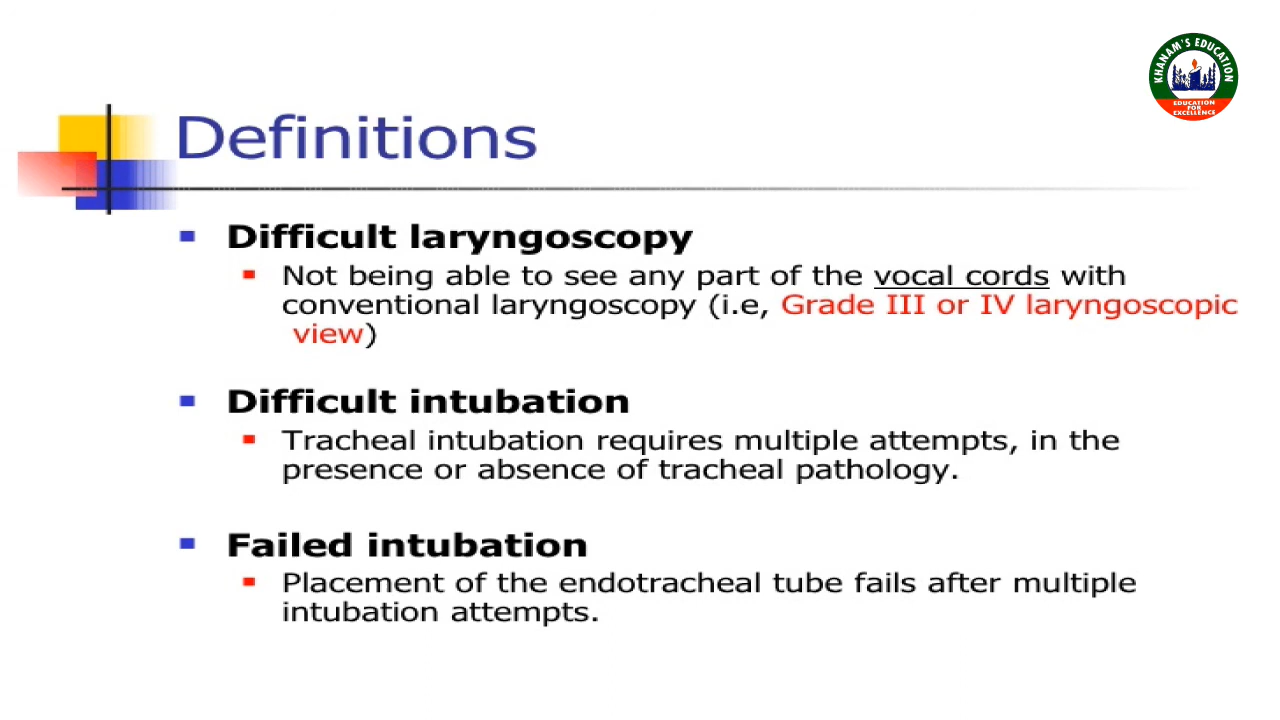 KHANAM'S EDUCATION
EDUCATION
FOR
EXCELLENCE
Definitions
Difficult laryngoscopy
Not being able to see any part of the vocal cords with
conventional laryngoscopy (i.e, Grade III or IV laryngoscopic
view)
Difficult intubation
Tracheal intubation requires multiple attempts, in the
presence or absence of tracheal pathology.
Failed intubation
Placement of the endotracheal tube fails after multiple
intubation attempts.